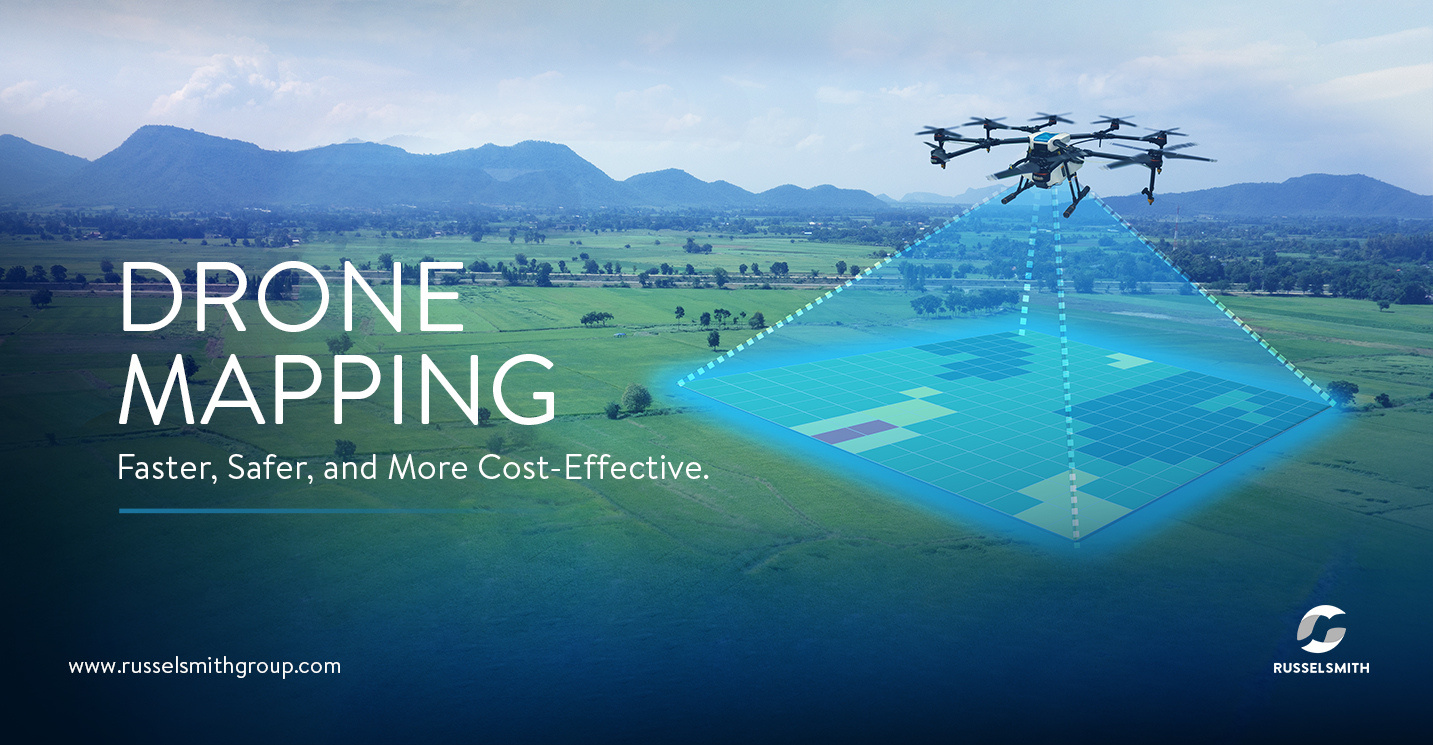 DRONE
MAPPING
Faster, Safer, and More Cost-Effective.
www.russelsmithgroup.com
RUSSELSMITH